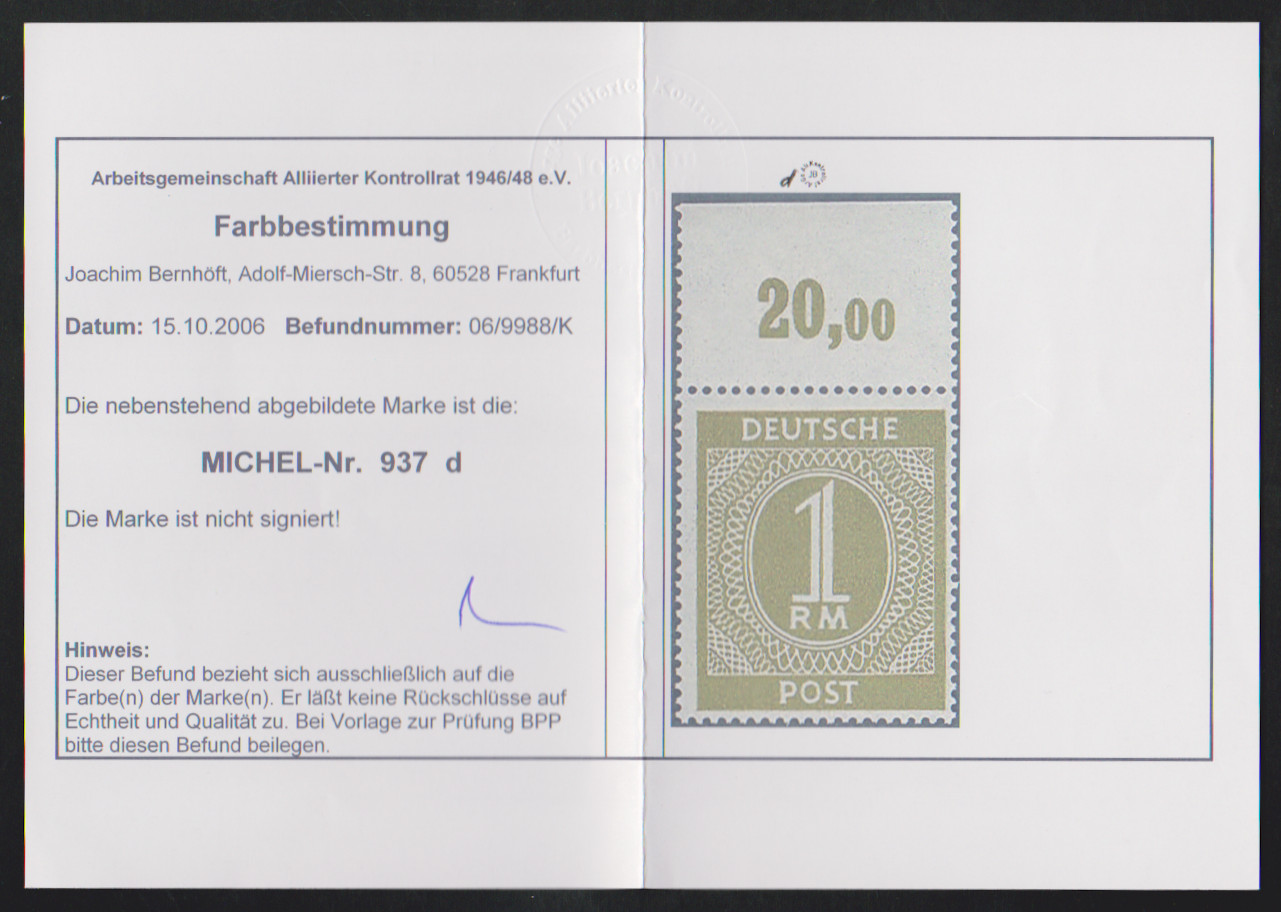 Arbeitsgemeinschaft Alliierter Kontrollrat 1946/48 e.V.
Farbbestimmung
Joachim Bernhöft, Adolf-Miersch-Str. 8, 60528 Frankfurt
Datum: 15.10.2006 Befundnummer: 06/9988/K
Die nebenstehend abgebildete Marke ist die:
MICHEL-Nr. 937 d
Die Marke ist nicht signiert!
Hinweis:
Dieser Befund bezieht sich ausschließlich auf die
Farbe(n) der Marke(n). Er läßt keine Rückschlüsse auf
Echtheit und Qualität zu. Bei Vorlage zur Prüfung BPP
bitte diesen Befund beilegen.
d
JB
20,00
DEUTSCHE
1
RM
POST